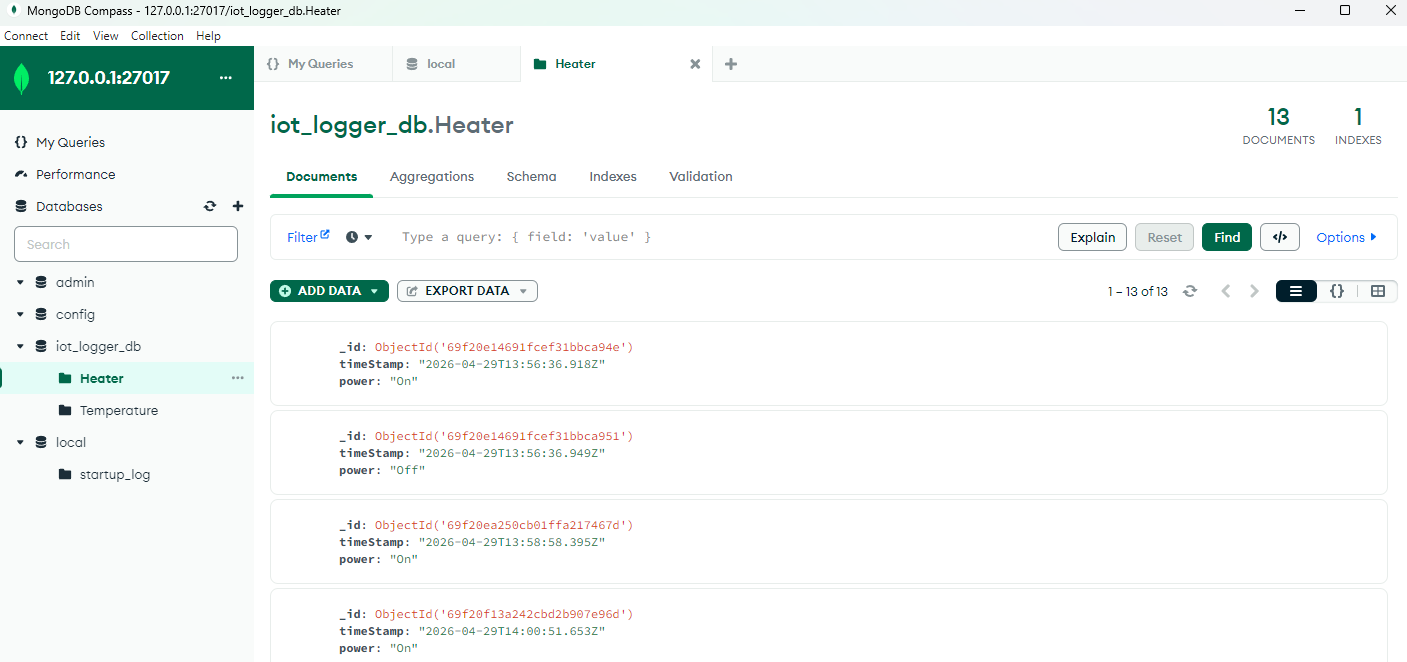 MongoDB Compass - 127.0.0.1:27017/iot_logger_db.Heater
Connect Edit View Collection Help
127.0.0.1:27017 ...
{} My Queries
local
Heater
{} My Queries
Performance
Databases
Search
admin
config
iot_logger_db
Heater ...
Temperature
local
startup_log
iot_logger_db.Heater
13
DOCUMENTS
1
INDEXES
Documents Aggregations Schema Indexes Validation
Filter Type a query: { field: 'value' } Explain Reset Find </> Options
ADD DATA EXPORT DATA 1 – 13 of 13 {}
_id: ObjectId('69f20e14691fcef31bbca94e')
timeStamp: "2026-04-29T13:56:36.918Z"
power: "On"
_id: ObjectId('69f20e14691fcef31bbca951')
timeStamp: "2026-04-29T13:56:36.949Z"
power: "Off"
_id: ObjectId('69f20ea250cb01ffa217467d')
timeStamp: "2026-04-29T13:58:58.395Z"
power: "On"
_id: ObjectId('69f20f13a242cbd2b907e96d')
timeStamp: "2026-04-29T14:00:51.653Z"
power: "On"